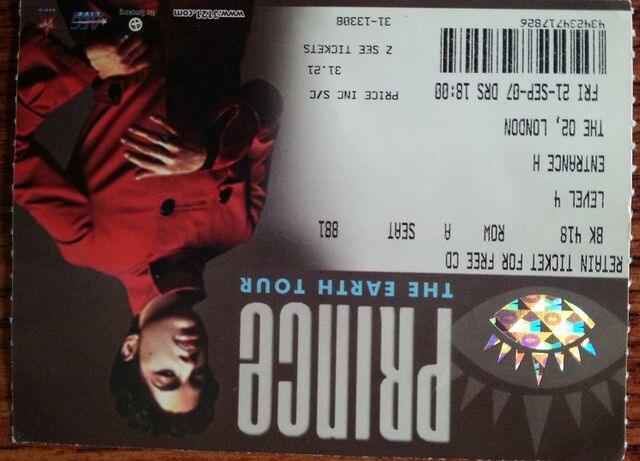 PRINCE
THE EARTH TOUR
RETAIN TICKET FOR FREE CD
BK 418 ROW A SEAT 881
LEVEL 4
ENTRANCE H
THE O2, LONDON
FRI 21-SEP-07 DRS 18:00
PRICE INC S/C
31.21
2 SEE TICKETS
31-13308
4342234717826
www.3121.com
No Smoking